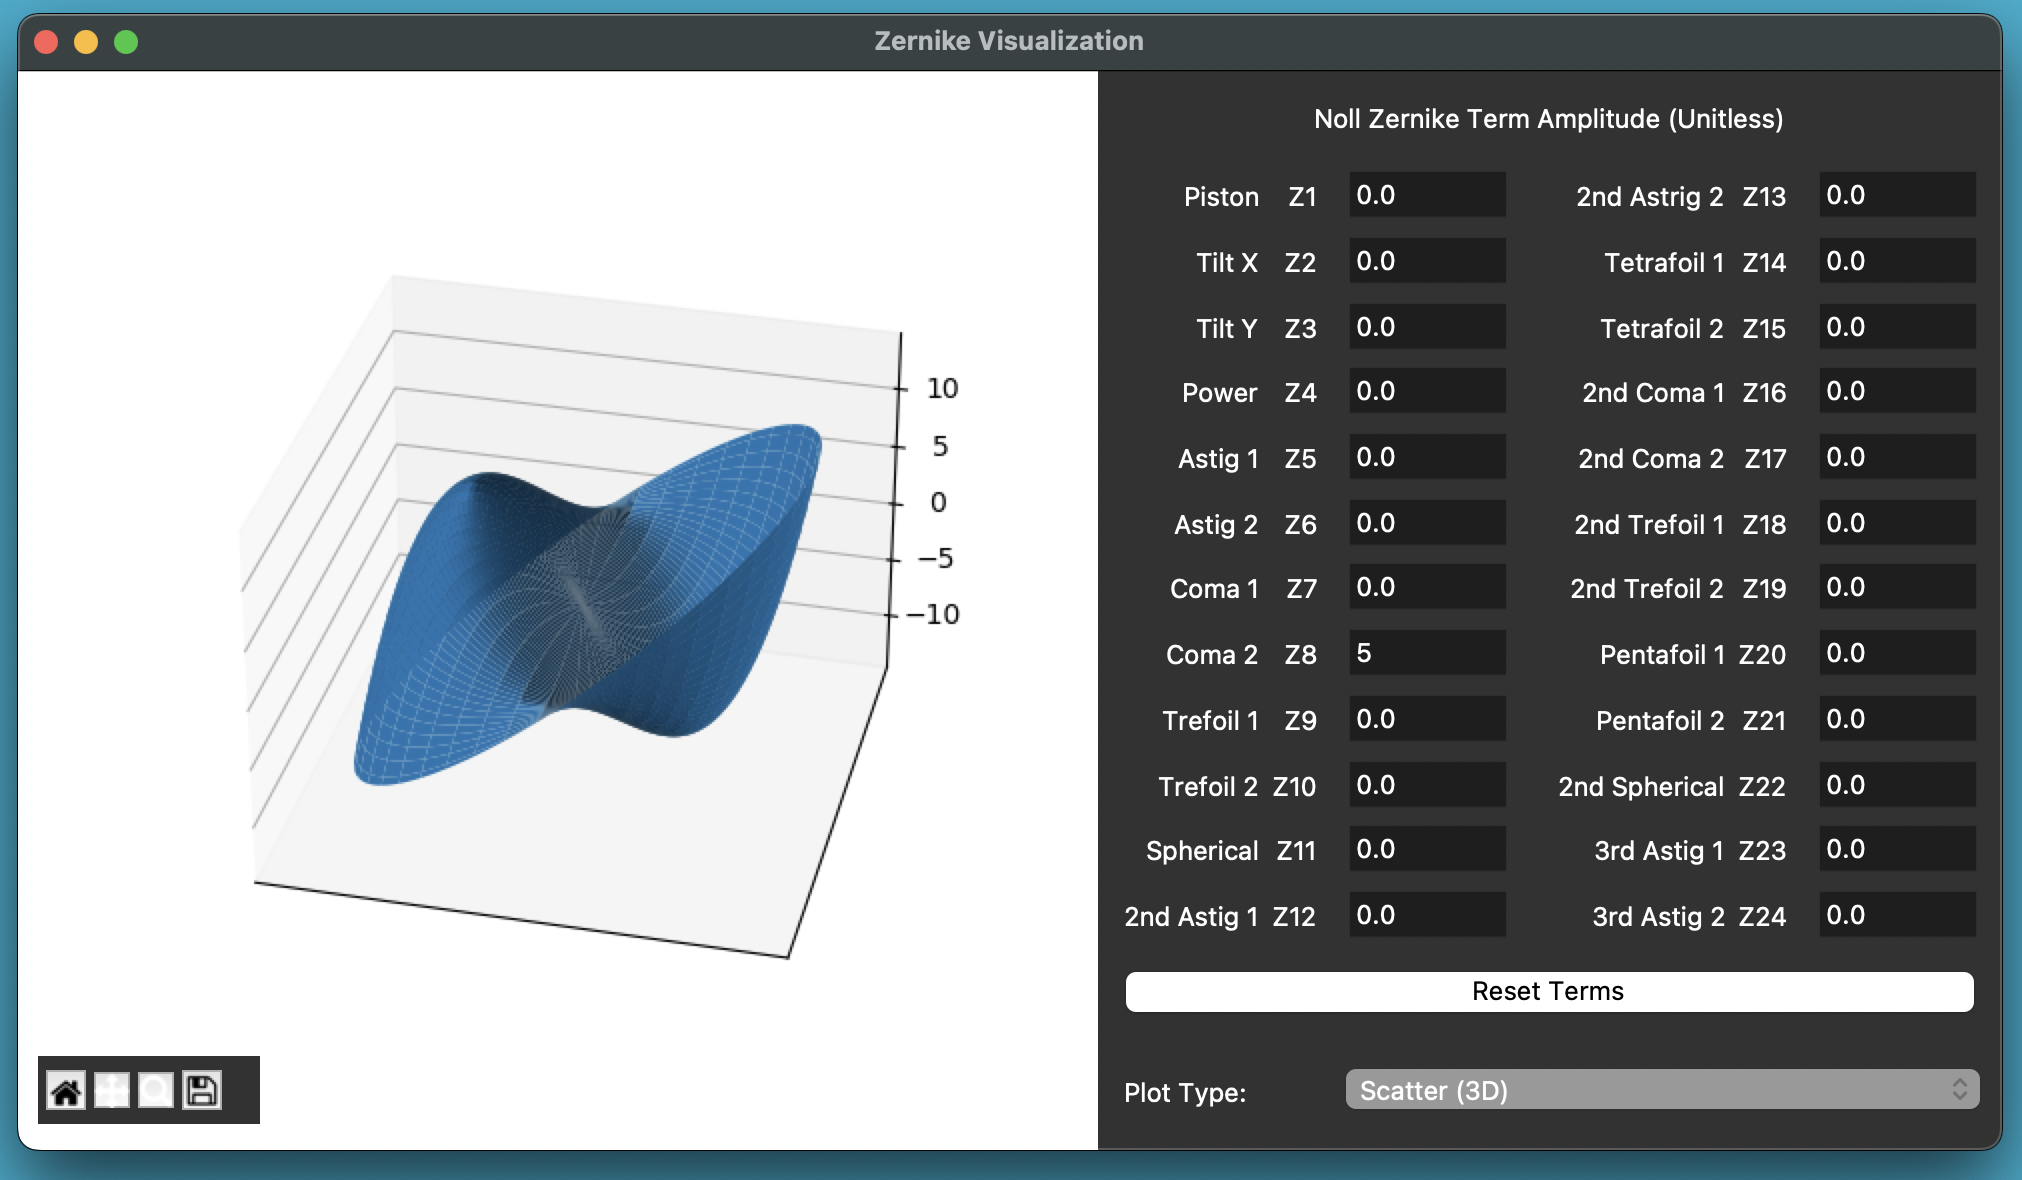 Zernike Visualization
10
5
0
−5
−10
Noll Zernike Term Amplitude (Unitless)
Piston Z1 0.0 2nd Astrig 2 Z13 0.0
Tilt X Z2 0.0 Tetrafoil 1 Z14 0.0
Tilt Y Z3 0.0 Tetrafoil 2 Z15 0.0
Power Z4 0.0 2nd Coma 1 Z16 0.0
Astig 1 Z5 0.0 2nd Coma 2 Z17 0.0
Astig 2 Z6 0.0 2nd Trefoil 1 Z18 0.0
Coma 1 Z7 0.0 2nd Trefoil 2 Z19 0.0
Coma 2 Z8 5 Pentafoil 1 Z20 0.0
Trefoil 1 Z9 0.0 Pentafoil 2 Z21 0.0
Trefoil 2 Z10 0.0 2nd Spherical Z22 0.0
Spherical Z11 0.0 3rd Astig 1 Z23 0.0
2nd Astig 1 Z12 0.0 3rd Astig 2 Z24 0.0
Reset Terms
Plot Type: Scatter (3D)